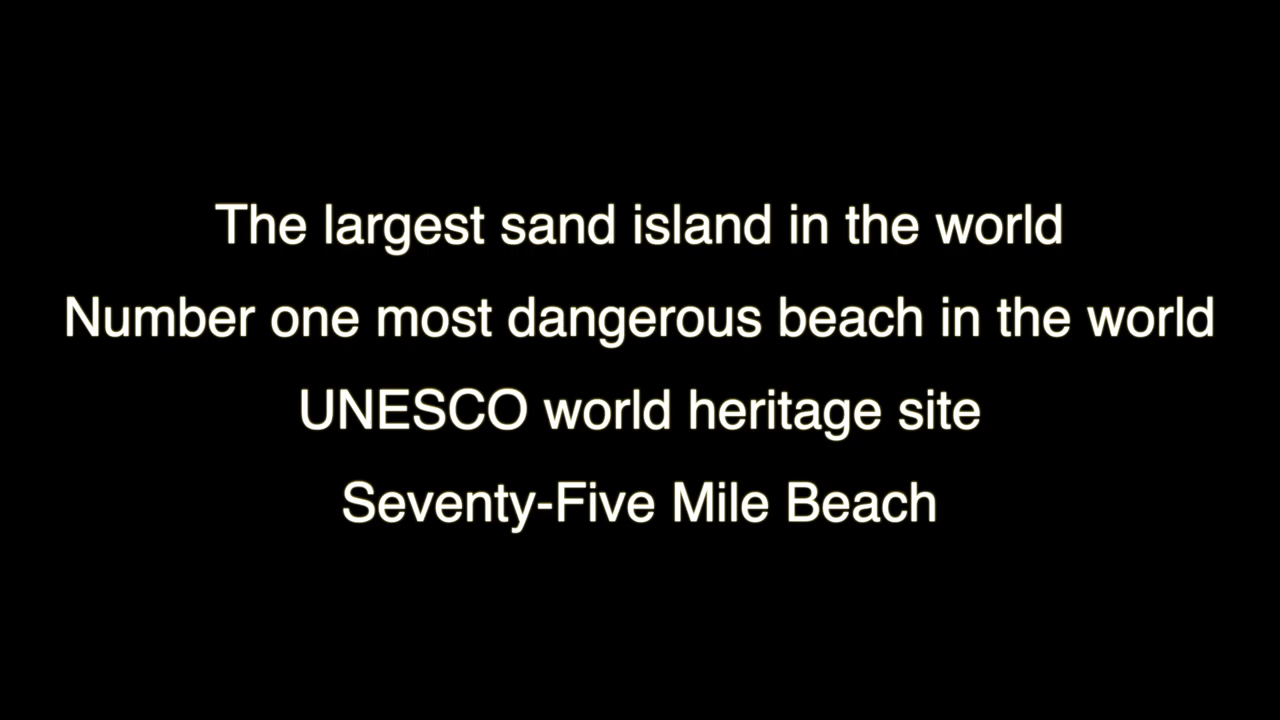 The largest sand island in the world
Number one most dangerous beach in the world
UNESCO world heritage site
Seventy-Five Mile Beach